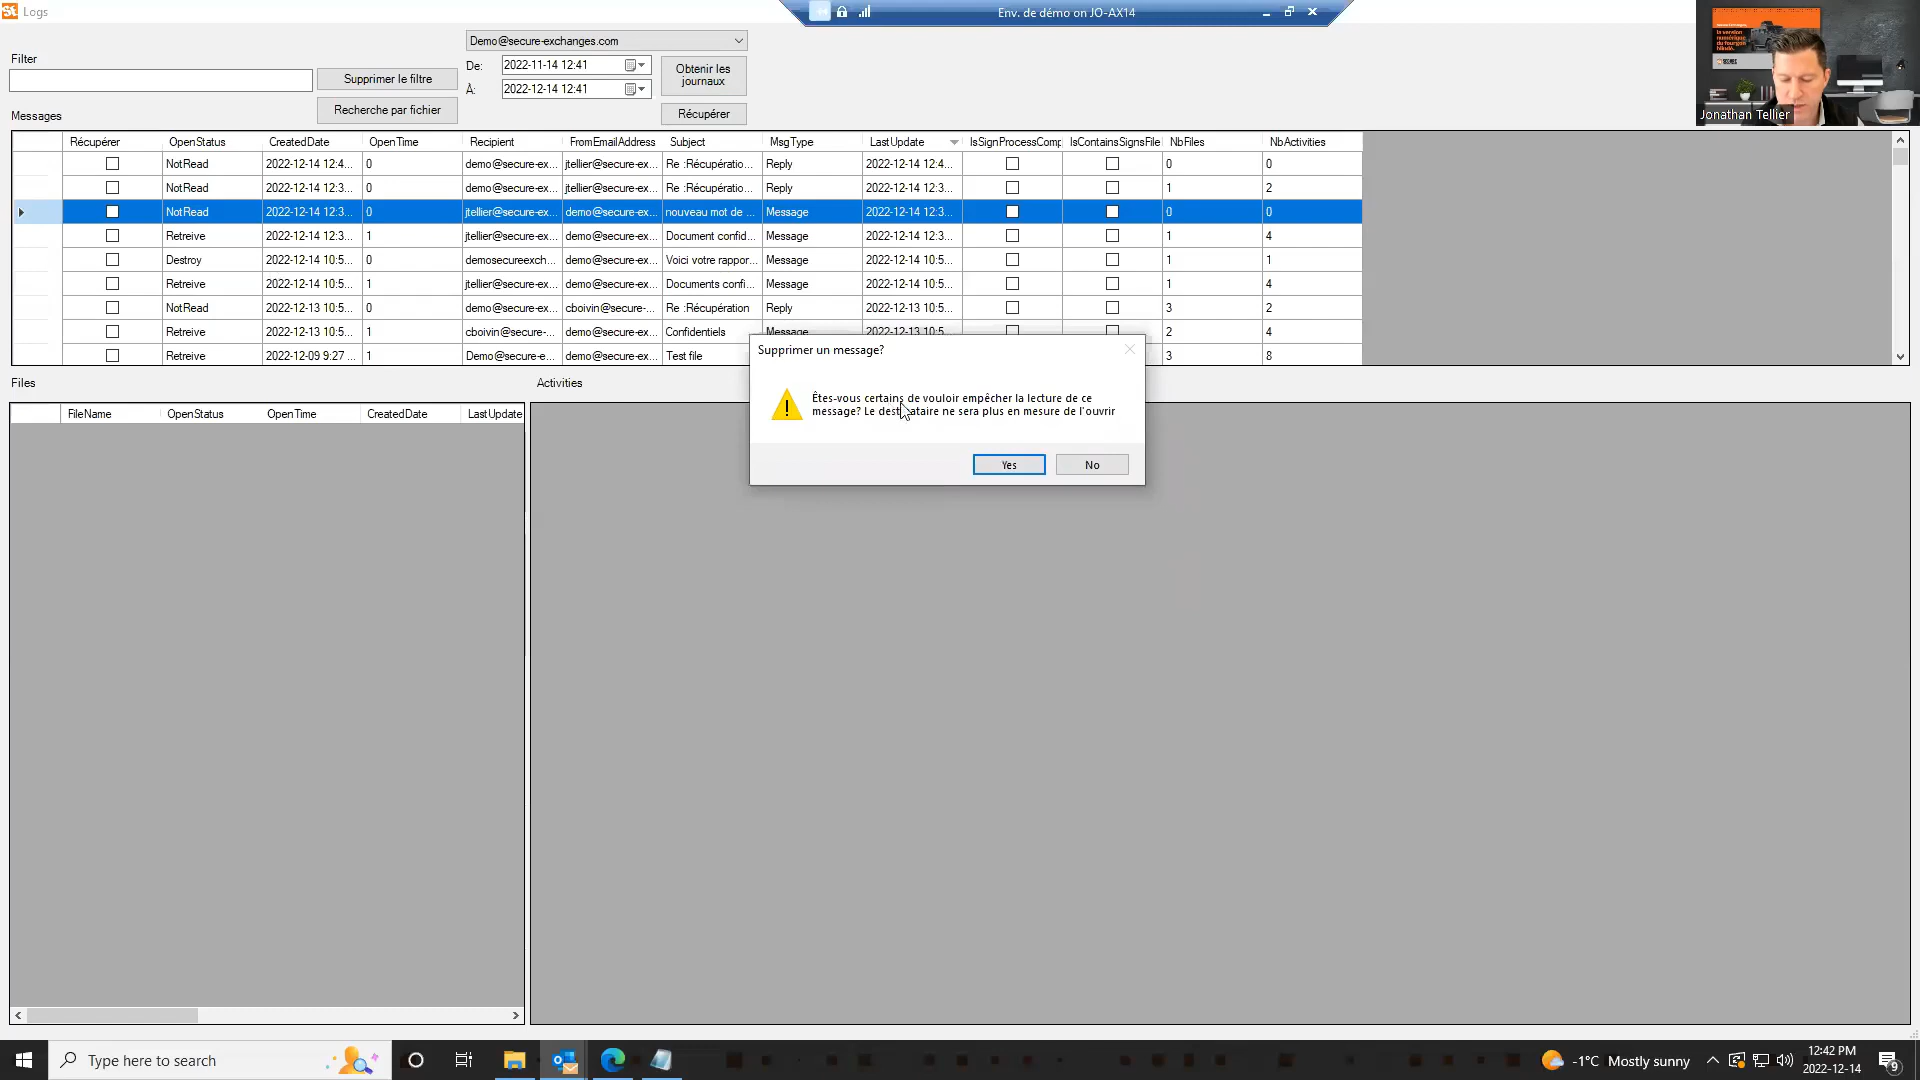 Logs
Env. de démo on JO-AX14
Demo@secure-exchanges.com
Filter
De: 2022-11-14 12:41
À: 2022-12-14 12:41
Obtenir les
journaux
Supprimer le filtre
Recherche par fichier
Récupérer
Jonathan Tellier
Messages
Récupérer OpenStatus CreatedDate OpenTime Recipient FromEmailAddress Subject MsgType LastUpdate IsSignProcessComp IsContainsSignsFile NbFiles NbActivities
NotRead 2022-12-14 12:4... 0 demo@secure-ex... jtellier@secure-ex... Re :Récupératio... Reply 2022-12-14 12:4... 0 0
NotRead 2022-12-14 12:3... 0 demo@secure-ex... jtellier@secure-ex... Re :Récupératio... Reply 2022-12-14 12:3... 1 2
NotRead 2022-12-14 12:3... 0 jtellier@secure-ex... demo@secure-ex... nouveau mot de ... Message 2022-12-14 12:3... 0 0
Retreive 2022-12-14 12:3... 1 jtellier@secure-ex... demo@secure-ex... Document confid... Message 2022-12-14 12:3... 1 4
Destroy 2022-12-14 10:5... 0 demosecureexch... demo@secure-ex... Voici votre rappor... Message 2022-12-14 10:5... 1 1
Retreive 2022-12-14 10:5... 1 jtellier@secure-ex... demo@secure-ex... Documents confi... Message 2022-12-14 10:5... 1 4
NotRead 2022-12-13 10:5... 0 demo@secure-ex... cboivin@secure-... Re :Récupération Reply 2022-12-13 10:5... 3 2
Retreive 2022-12-13 10:5... 1 cboivin@secure-... demo@secure-ex... Confidentiels Message 2022-12-13 10:5... 2 4
Retreive 2022-12-09 9:27 ... 1 Demo@secure-e... demo@secure-ex... Test file 3 8
Supprimer un message?
Êtes-vous certains de vouloir empêcher la lecture de ce
message? Le destinataire ne sera plus en mesure de l'ouvrir
Yes No
Files
Activities
FileName OpenStatus OpenTime CreatedDate LastUpdate
Type here to search
-1°C Mostly sunny
12:42 PM
2022-12-14
9